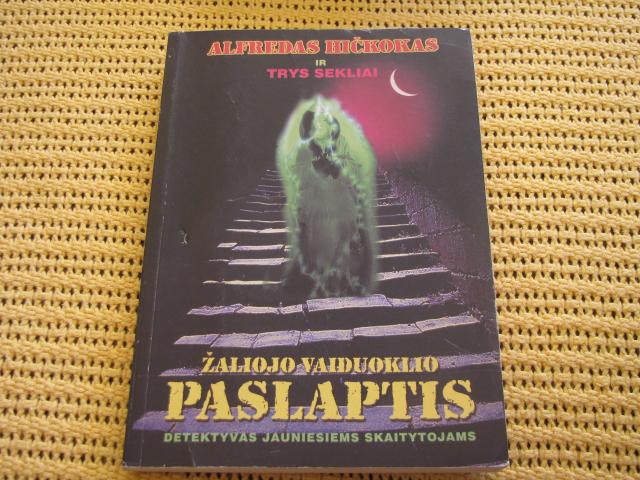 ALFREDAS HIČKOKAS
IR
TRYS SEKLIAI
ŽALIOJO VAIDUOKLIO
PASLAPTIS
DETEKTYVAS JAUNIESIEMS SKAITYTOJAMS